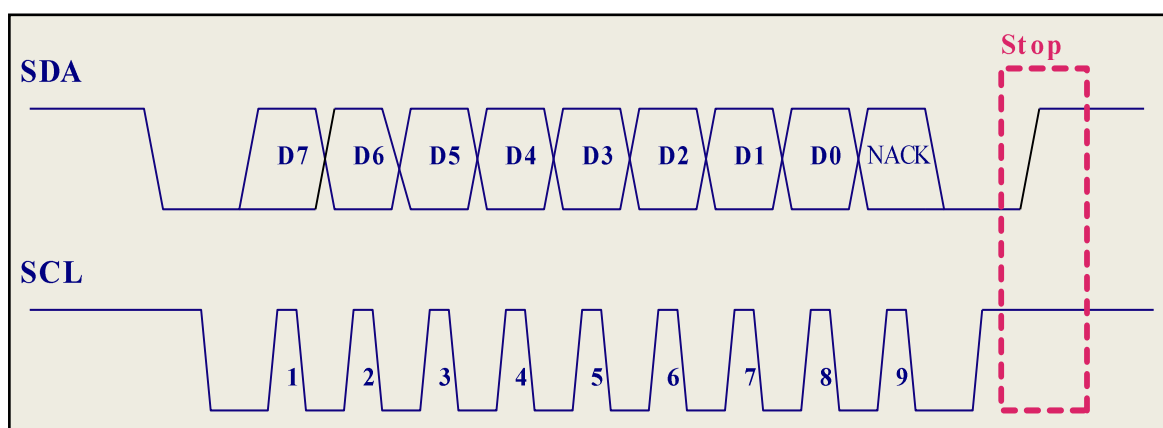 Stop
SDA
D7 D6 D5 D4 D3 D2 D1 D0 NACK
SCL
1 2 3 4 5 6 7 8 9